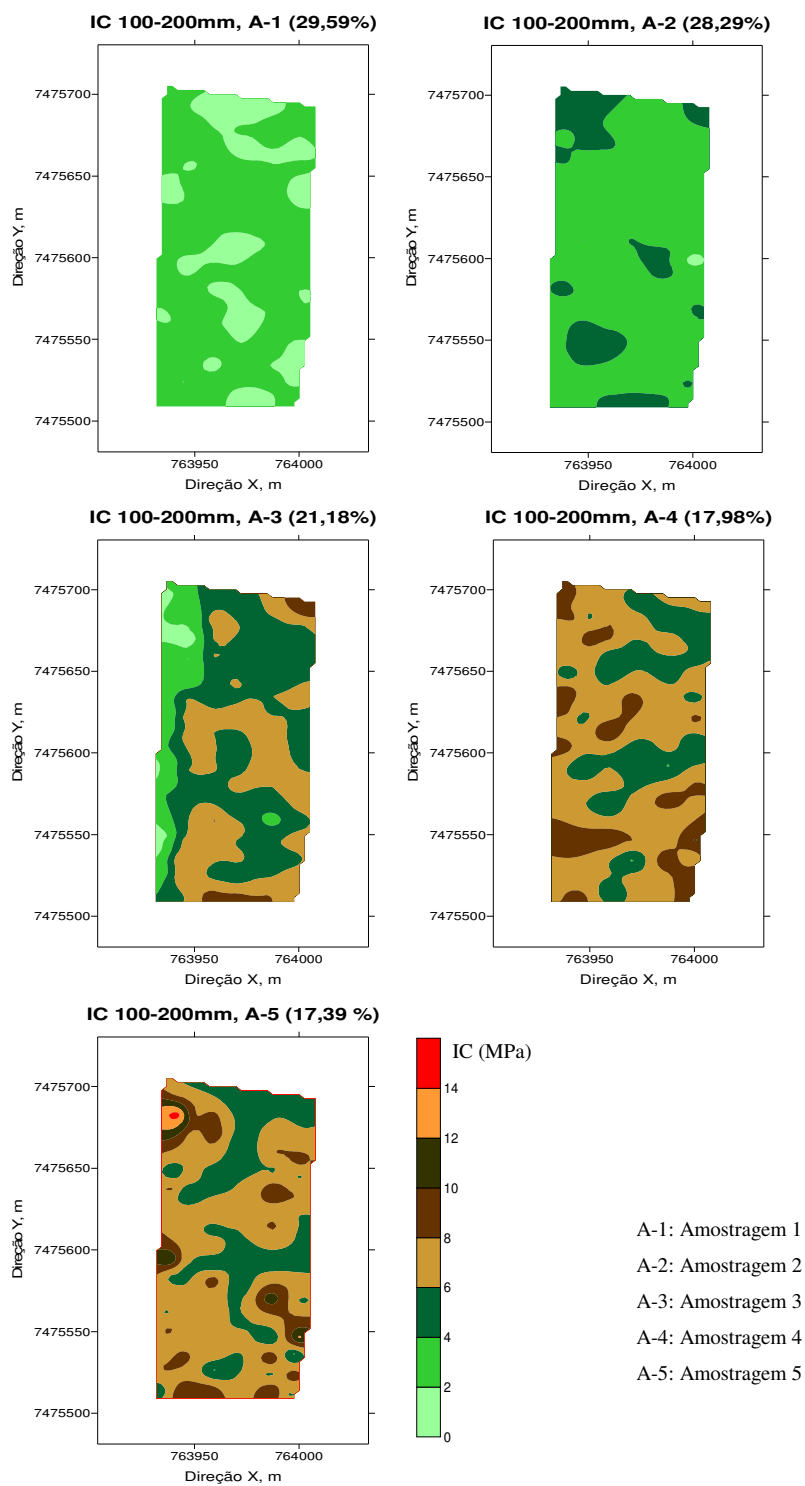 IC 100-200mm, A-1 (29,59%)
7475700
7475650
7475600
7475550
7475500
Direção Y, m
763950 764000
Direção X, m
IC 100-200mm, A-2 (28,29%)
7475700
7475650
7475600
7475550
7475500
Direção Y, m
763950 764000
Direção X, m
IC 100-200mm, A-3 (21,18%)
7475700
7475650
7475600
7475550
7475500
Direção Y, m
763950 764000
Direção X, m
IC 100-200mm, A-4 (17,98%)
7475700
7475650
7475600
7475550
7475500
Direção Y, m
763950 764000
Direção X, m
IC 100-200mm, A-5 (17,39 %)
7475700
7475650
7475600
7475550
7475500
Direção Y, m
763950 764000
Direção X, m
IC (MPa)
14
12
10
8
6
4
2
0
A-1: Amostragem 1
A-2: Amostragem 2
A-3: Amostragem 3
A-4: Amostragem 4
A-5: Amostragem 5